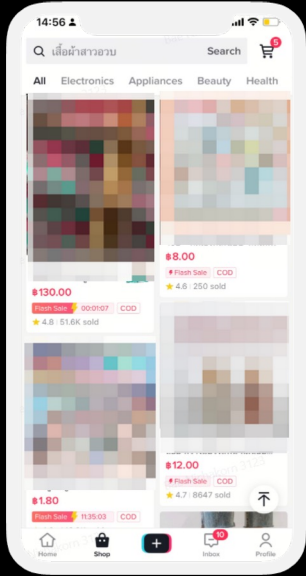 14:56
เสื้อผ้าสาวอวบ Search 5
All Electronics Appliances Beauty Health
฿130.00
Flash Sale 00:01:07 COD
4.8 51.6K sold
฿8.00
Flash Sale COD
4.6 250 sold
฿1.80
Flash Sale 11:35:03 COD
฿12.00
Flash Sale COD
4.7 8647 sold
10
Home Shop Inbox Profile